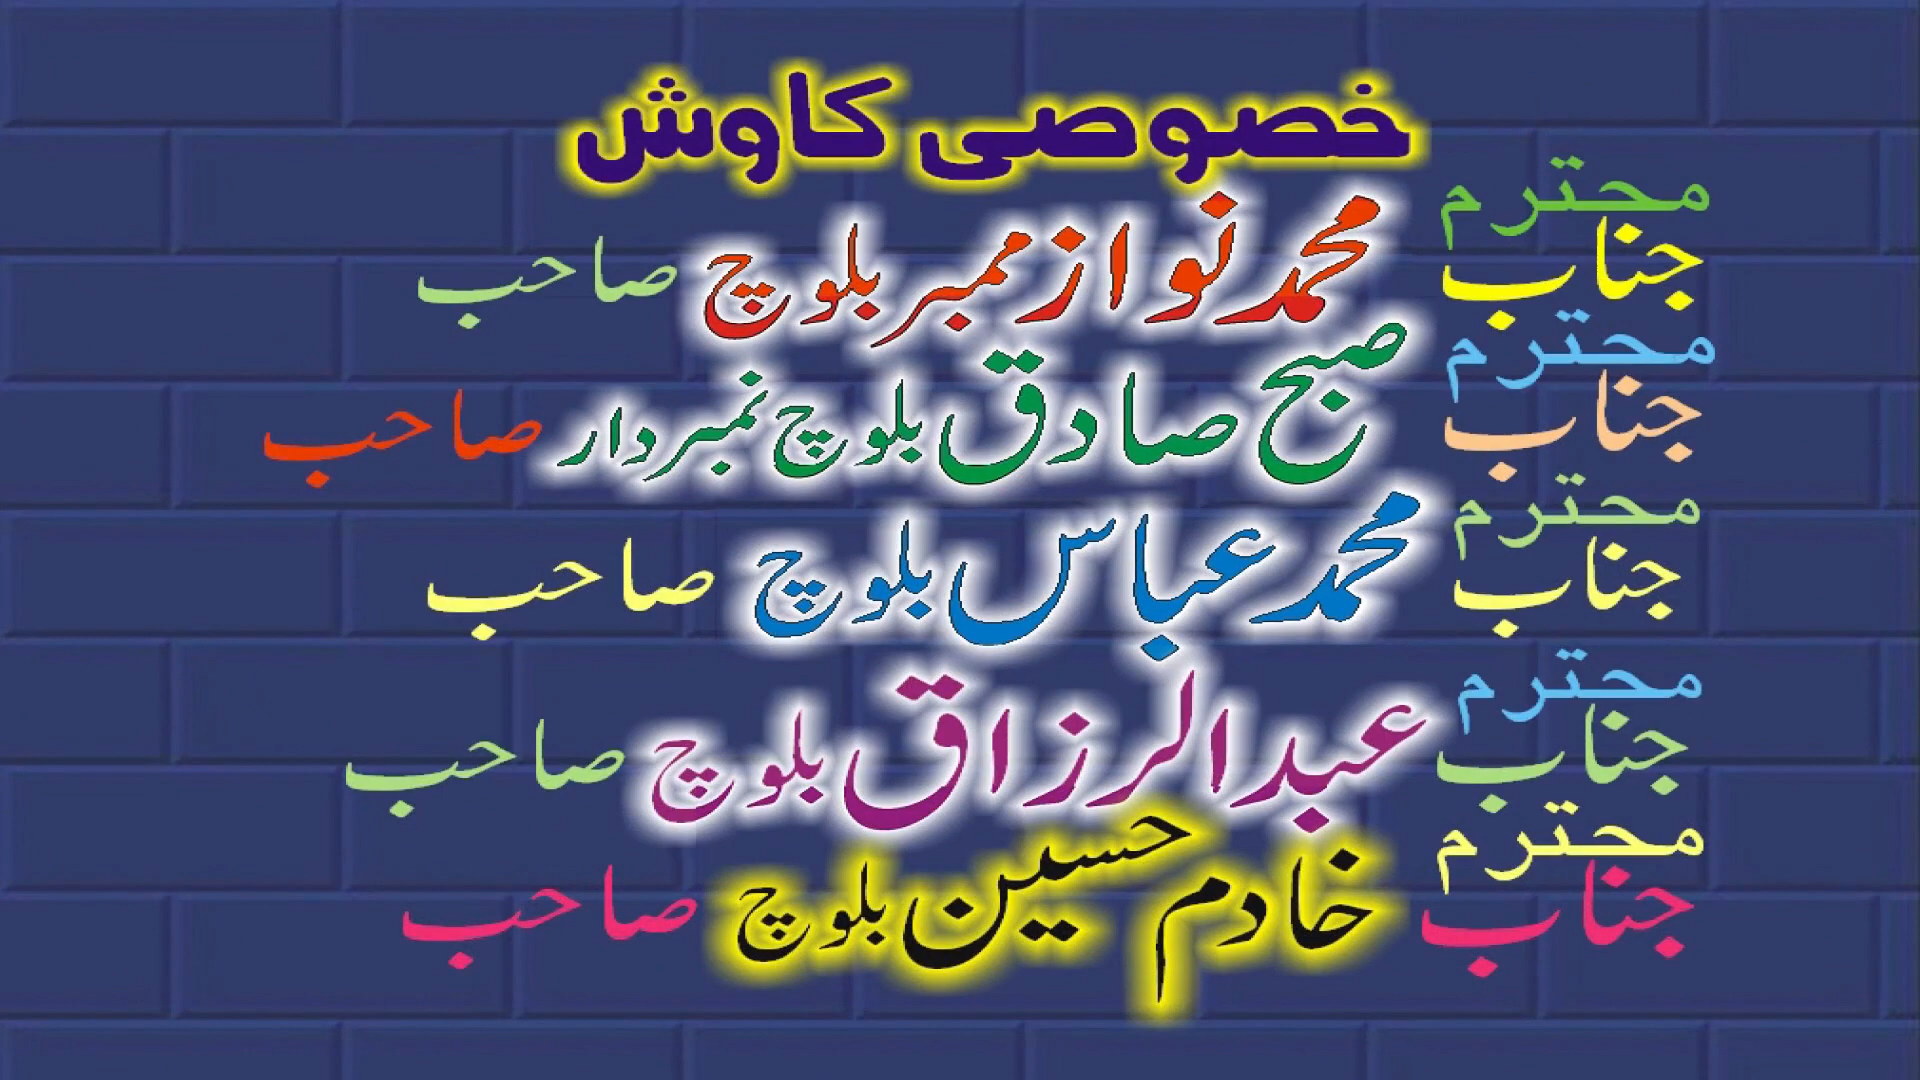 خصوصی کاوش
محترم جناب محمد نواز ممبر بلوچ صاحب
محترم جناب صبح صادق بلوچ نمبردار صاحب
محترم جناب محمد عباس بلوچ صاحب
محترم جناب عبدالرزاق بلوچ صاحب
محترم جناب خادم حسین بلوچ صاحب